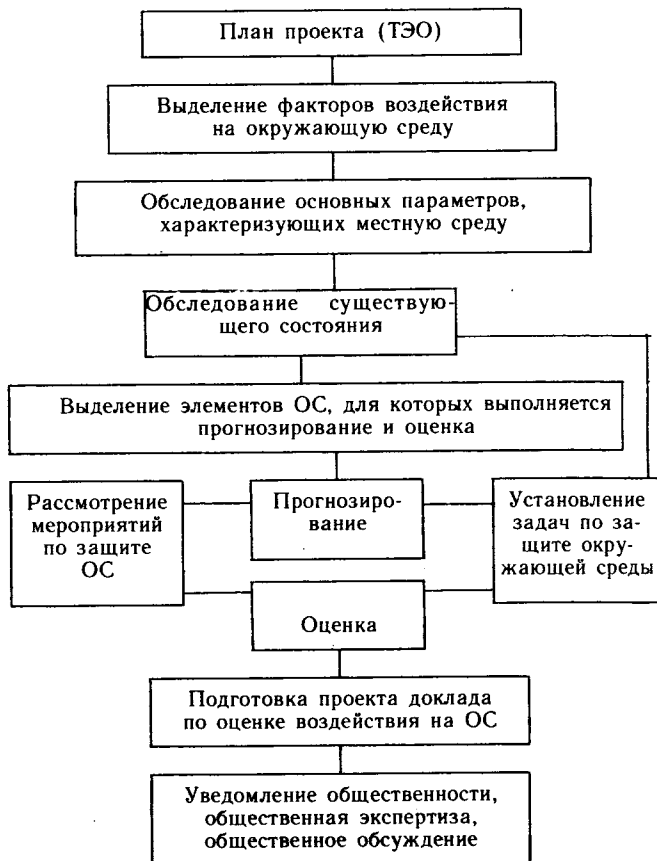 План проекта (ТЭО)
Выделение факторов воздействия
на окружающую среду
Обследование основных параметров,
характеризующих местную среду
Обследование существую-
щего состояния
Выделение элементов ОС, для которых выполняется
прогнозирование и оценка
Рассмотрение
мероприятий
по защите
ОС
Прогнозиро-
вание
Установление
задач по за-
щите окру-
жающей среды
Оценка
Подготовка проекта доклада
по оценке воздействия на ОС
Уведомление общественности,
общественная экспертиза,
общественное обсуждение